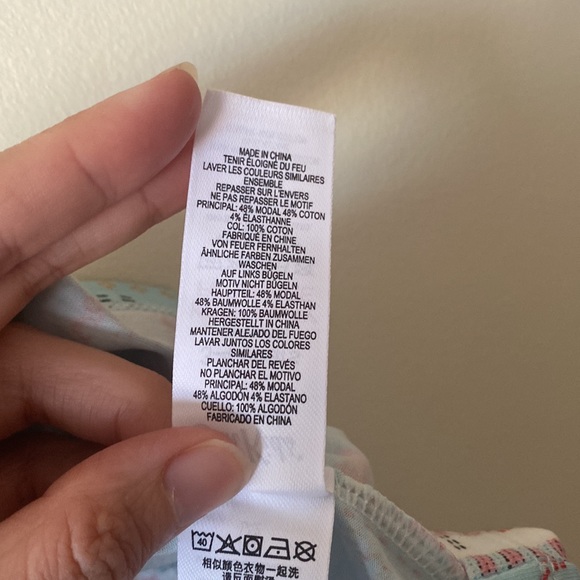 MADE IN CHINA
TENIR ÉLOIGNÉ DU FEU
LAVER LES COULEURS SIMILAIRES
ENSEMBLE
REPASSER SUR L'ENVERS
NE PAS REPASSER LE MOTIF
PRINCIPAL: 48% MODAL 48% COTON
4% ÉLASTHANNE
COL: 100% COTON
FABRIQUÉ EN CHINE
VON FEUER FERNHALTEN
ÄHNLICHE FARBEN ZUSAMMEN
WASCHEN
AUF LINKS BÜGELN
MOTIV NICHT BÜGELN
HAUPTTEIL: 48% MODAL
48% BAUMWOLLE 4% ELASTHAN
KRAGEN: 100% BAUMWOLLE
HERGESTELLT IN CHINA
MANTENER ALEJADO DEL FUEGO
LAVAR JUNTOS LOS COLORES
SIMILARES
PLANCHAR DEL REVÉS
NO PLANCHAR EL MOTIVO
PRINCIPAL: 48% MODAL
48% ALGODÓN 4% ELASTANO
CUELLO: 100% ALGODÓN
FABRICADO EN CHINA
40
相似颜色衣物一起洗